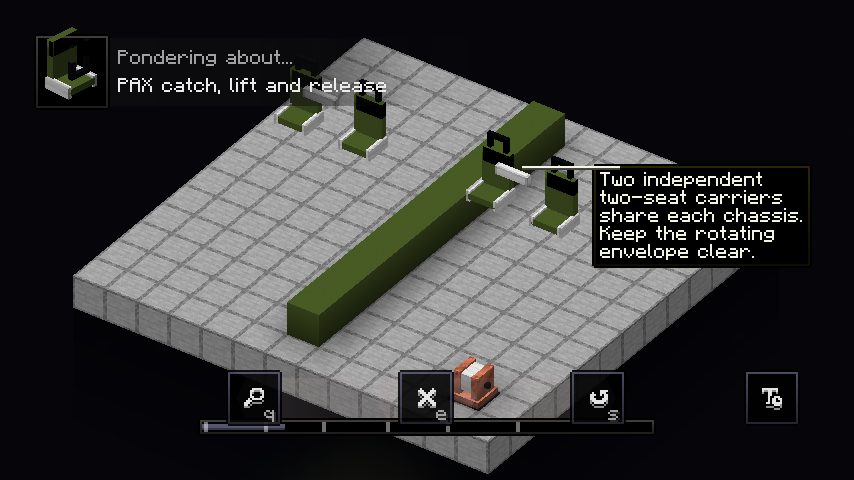 Pondering about...
PAX catch, lift and release
Two independent
two-seat carriers
share each chassis.
Keep the rotating
envelope clear.
q
e
s